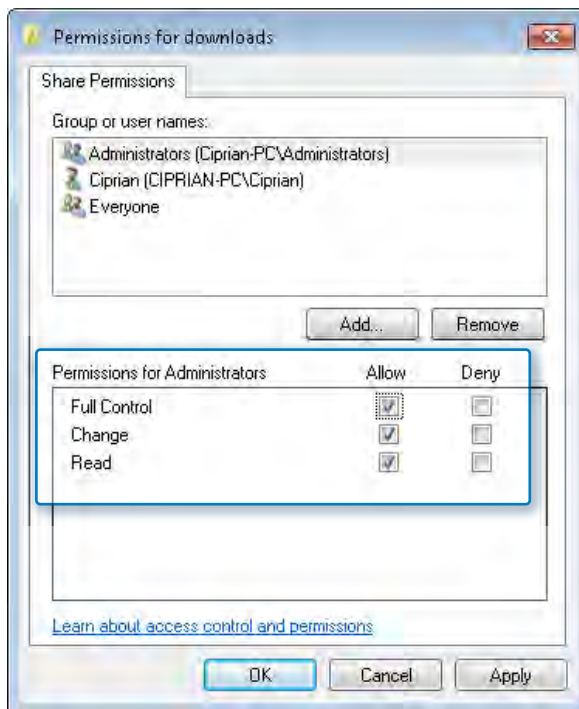 Permissions for downloads
Share Permissions
Group or user names:
Administrators (Ciprian-PC\Administrators)
Ciprian (CIPRIAN-PC\Ciprian)
Everyone
Add... Remove
Permissions for Administrators Allow Deny
Full Control
Change
Read
Learn about access control and permissions
OK Cancel Apply